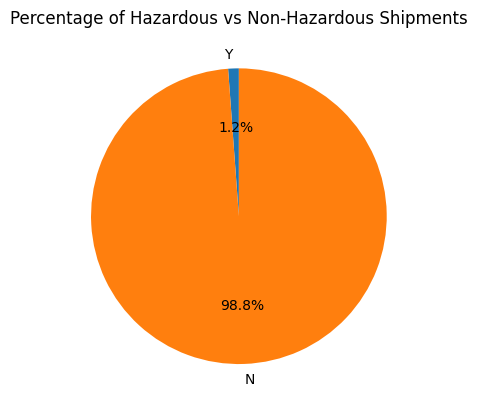 Percentage of Hazardous vs Non-Hazardous Shipments
Y
1.2%
98.8%
N